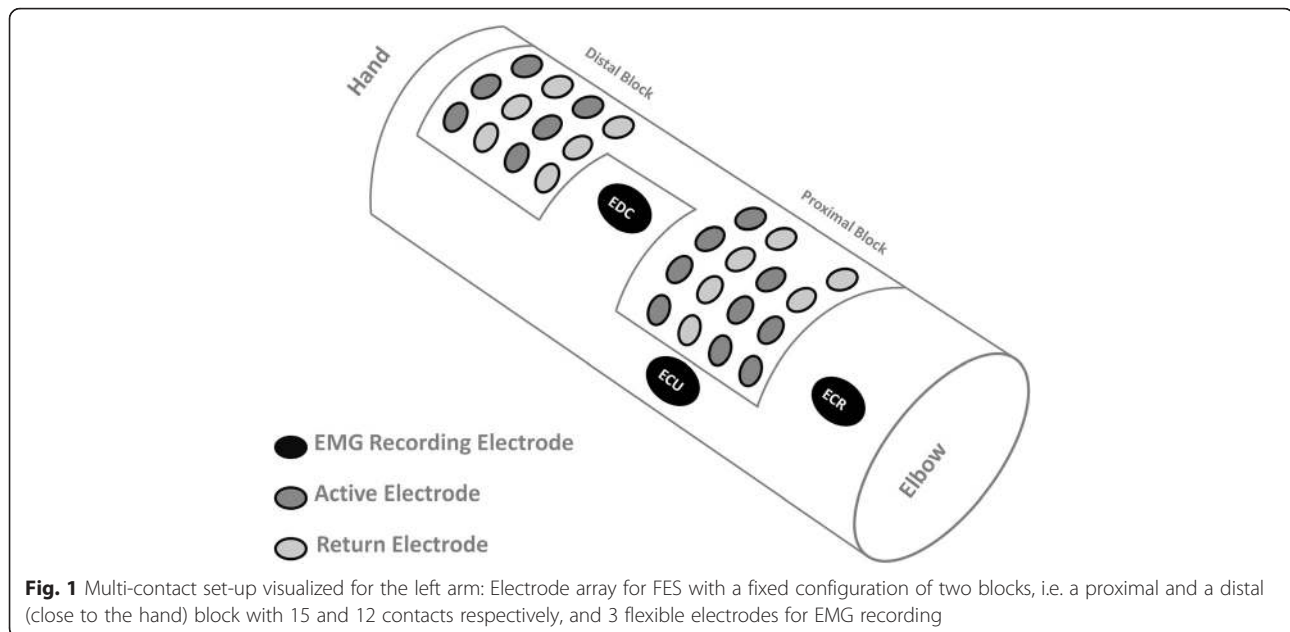 Hand
Distal Block
EDC
Proximal Block
ECU
ECR
Elbow
EMG Recording Electrode
Active Electrode
Return Electrode
Fig. 1 Multi-contact set-up visualized for the left arm: Electrode array for FES with a fixed configuration of two blocks, i.e. a proximal and a distal
(close to the hand) block with 15 and 12 contacts respectively, and 3 flexible electrodes for EMG recording